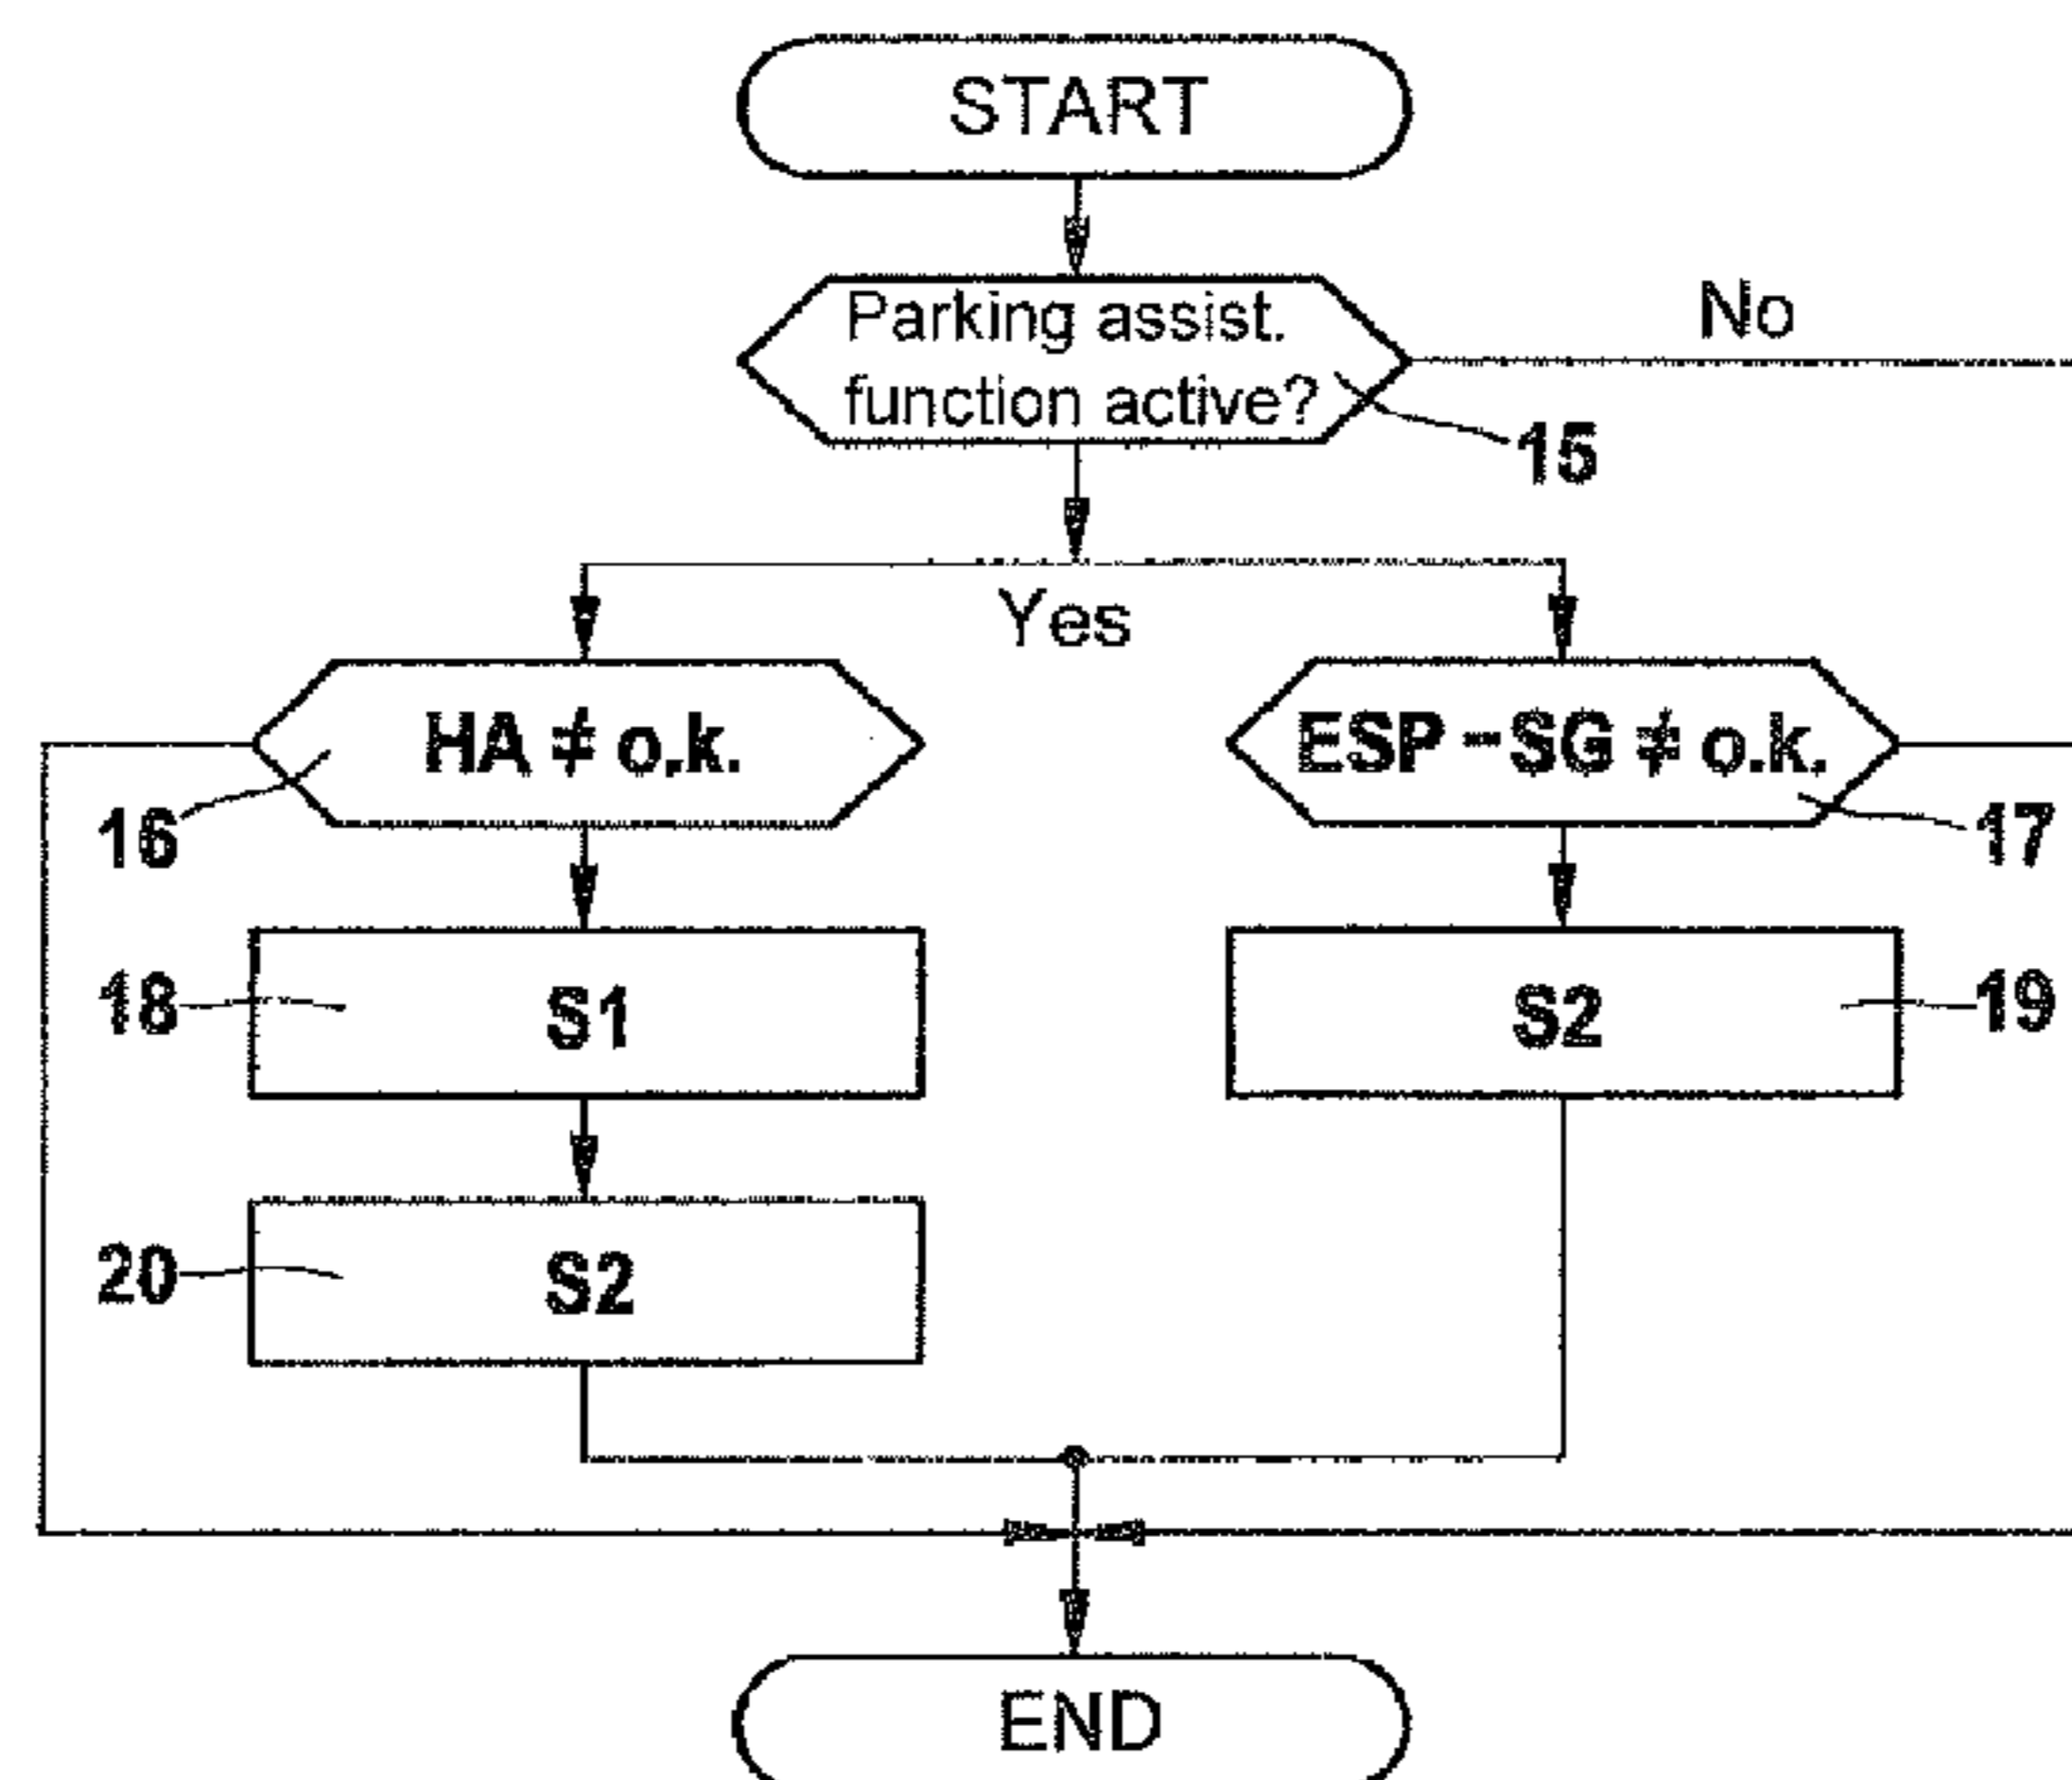 START
Parking assist.
function active?
No
15
Yes
HA ≠ o.k.
ESP-SG ≠ o.k.
16
17
18
S1
S2
19
20
S2
END